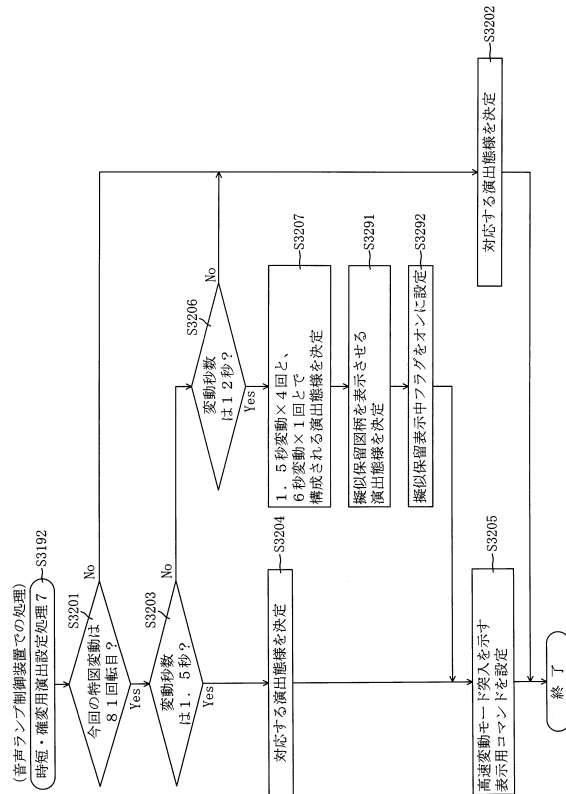 (音声ランプ制御装置での処理)
時短・確変用演出設定処理7
S3192
S3201
今回の特図変動は
81回転目?
No
Yes
S3203
変動秒数
は1.5秒?
No
Yes
S3206
変動秒数
は12秒?
No
Yes
S3204
対応する演出態様を決定
S3207
1.5秒変動×4回と、
6秒変動×1回とで
構成される演出態様を決定
S3291
擬似保留図柄を表示させる
演出態様を決定
S3292
擬似保留表示中フラグをオンに設定
S3202
対応する演出態様を決定
S3205
高速変動モード突入を示す
表示用コマンドを設定
終了